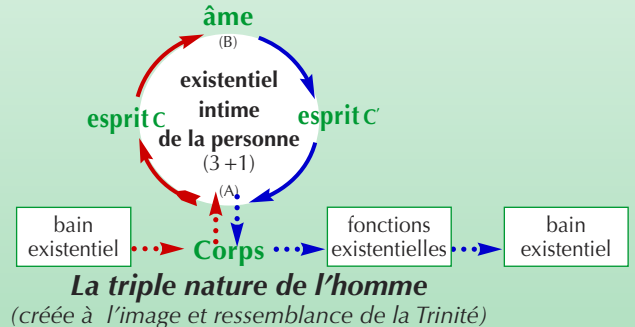 âme
(B)
existentiel
intime
de la personne
(3 +1)
esprit C
esprit C'
(A)
bain
existentiel
Corps
fonctions
existentielles
bain
existentiel
La triple nature de l'homme
(créée à l'image et ressemblance de la Trinité)